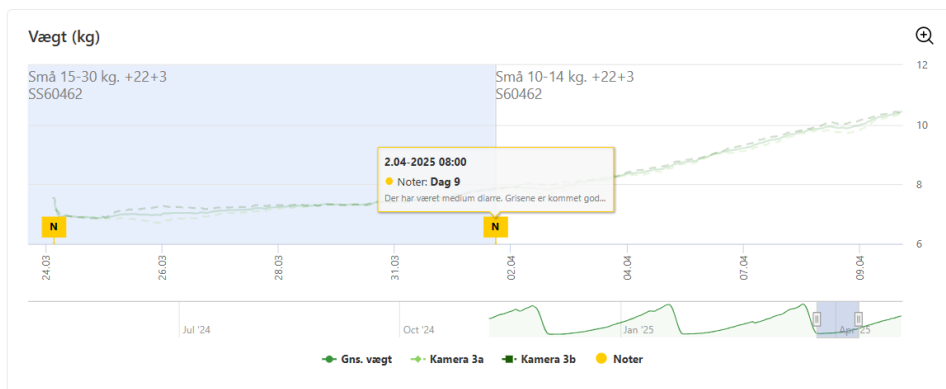 Vægt (kg)
12
Små 15-30 kg. +22+3
SS60462
Små 10-14 kg. +22+3
S60462
10
2.04-2025 08:00
Noter: Dag 9
Der har været medium diarre. Grisene er kommet god...
8
N
N
6
24.03
26.03
28.03
31.03
02.04
04.04
07.04
09.04
Jul '24
Oct '24
Jan '25
Apr '25
Gns. vægt
Kamera 3a
Kamera 3b
Noter